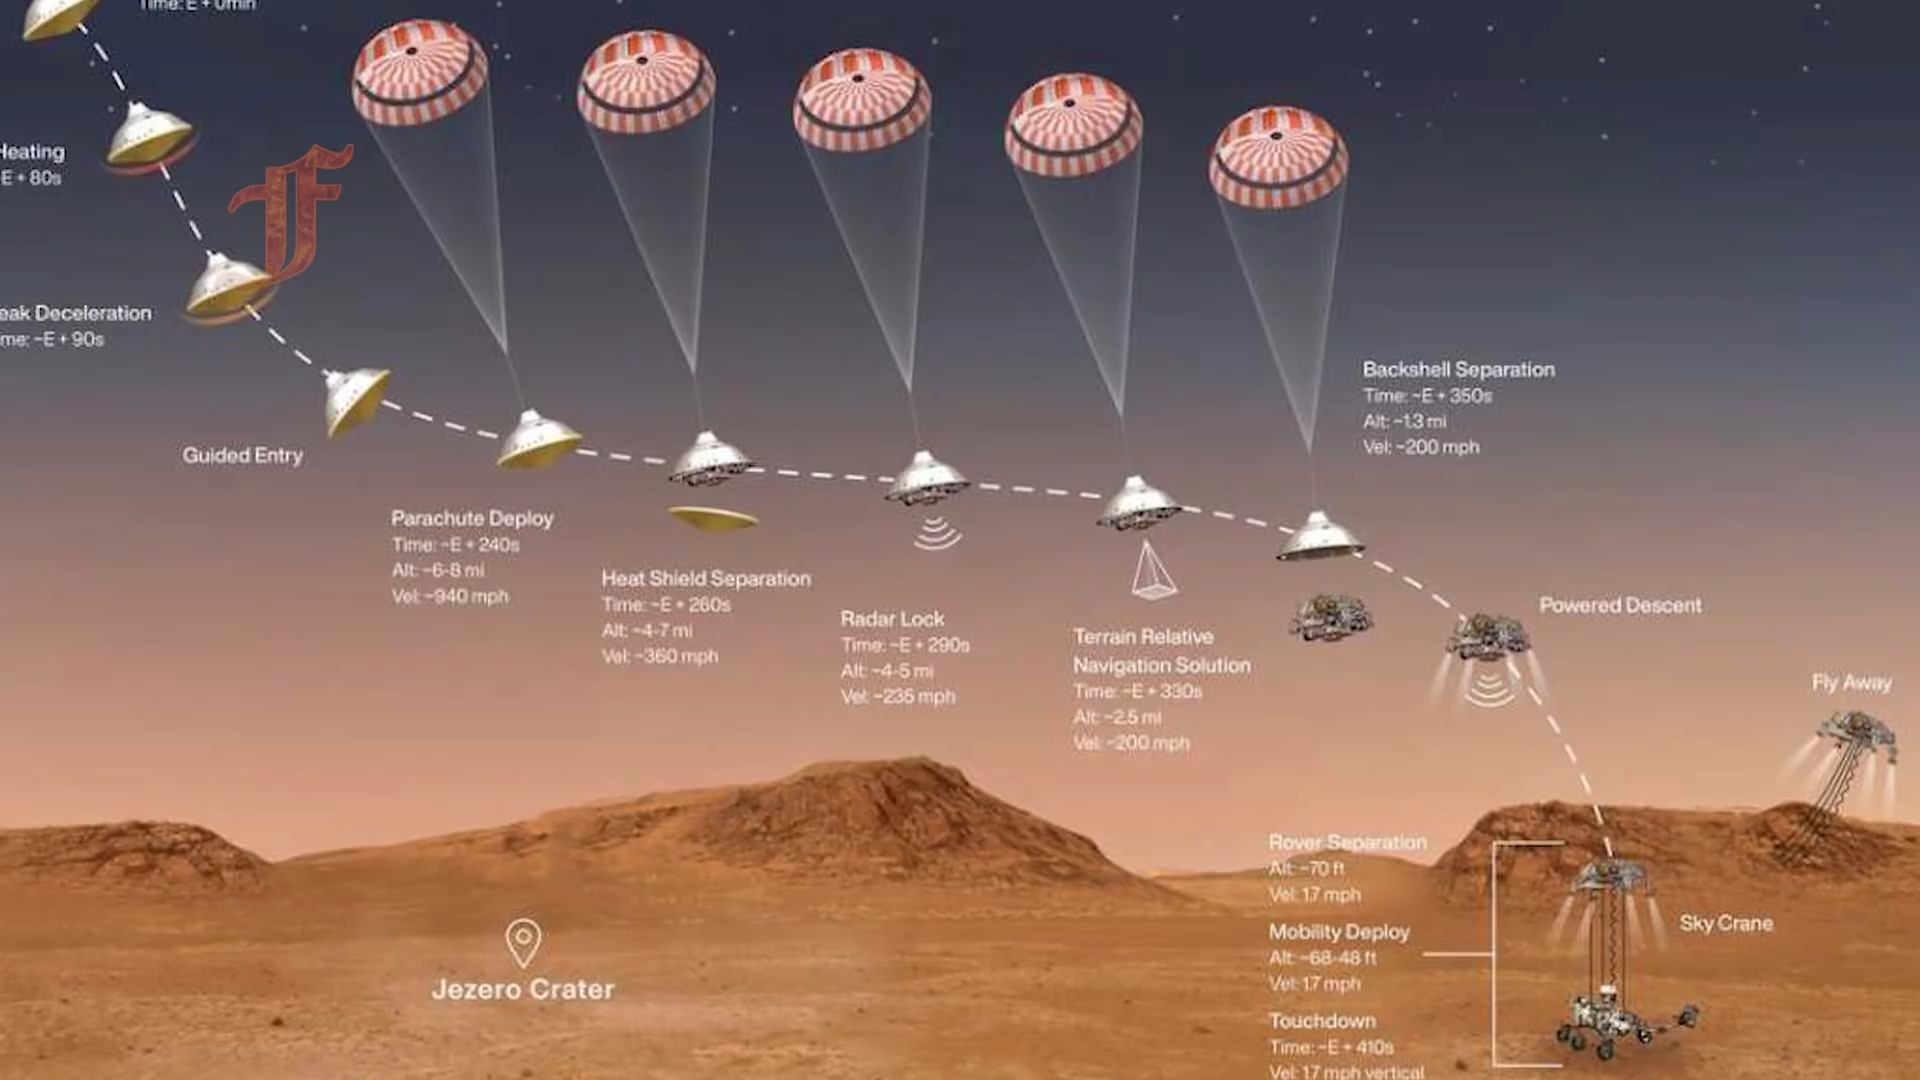 Time: E + 0min
Heating
E + 80s
eak Deceleration
me: ~E + 90s
Guided Entry
Parachute Deploy
Time: ~E + 240s
Alt: ~6-8 mi
Vel: ~940 mph
Heat Shield Separation
Time: ~E + 260s
Alt: ~4-7 mi
Vel: ~360 mph
Radar Lock
Time: ~E + 290s
Alt: ~4-5 mi
Vel: ~235 mph
Terrain Relative
Navigation Solution
Time: ~E + 330s
Alt: ~2.5 mi
Vel: ~200 mph
Backshell Separation
Time: ~E + 350s
Alt: ~1.3 mi
Vel: ~200 mph
Powered Descent
Fly Away
Rover Separation
Alt: ~70 ft
Vel: 1.7 mph
Mobility Deploy
Alt: ~68-48 ft
Vel: 1.7 mph
Touchdown
Time: ~E + 410s
Vel: 1.7 mph vertical
Sky Crane
Jezero Crater